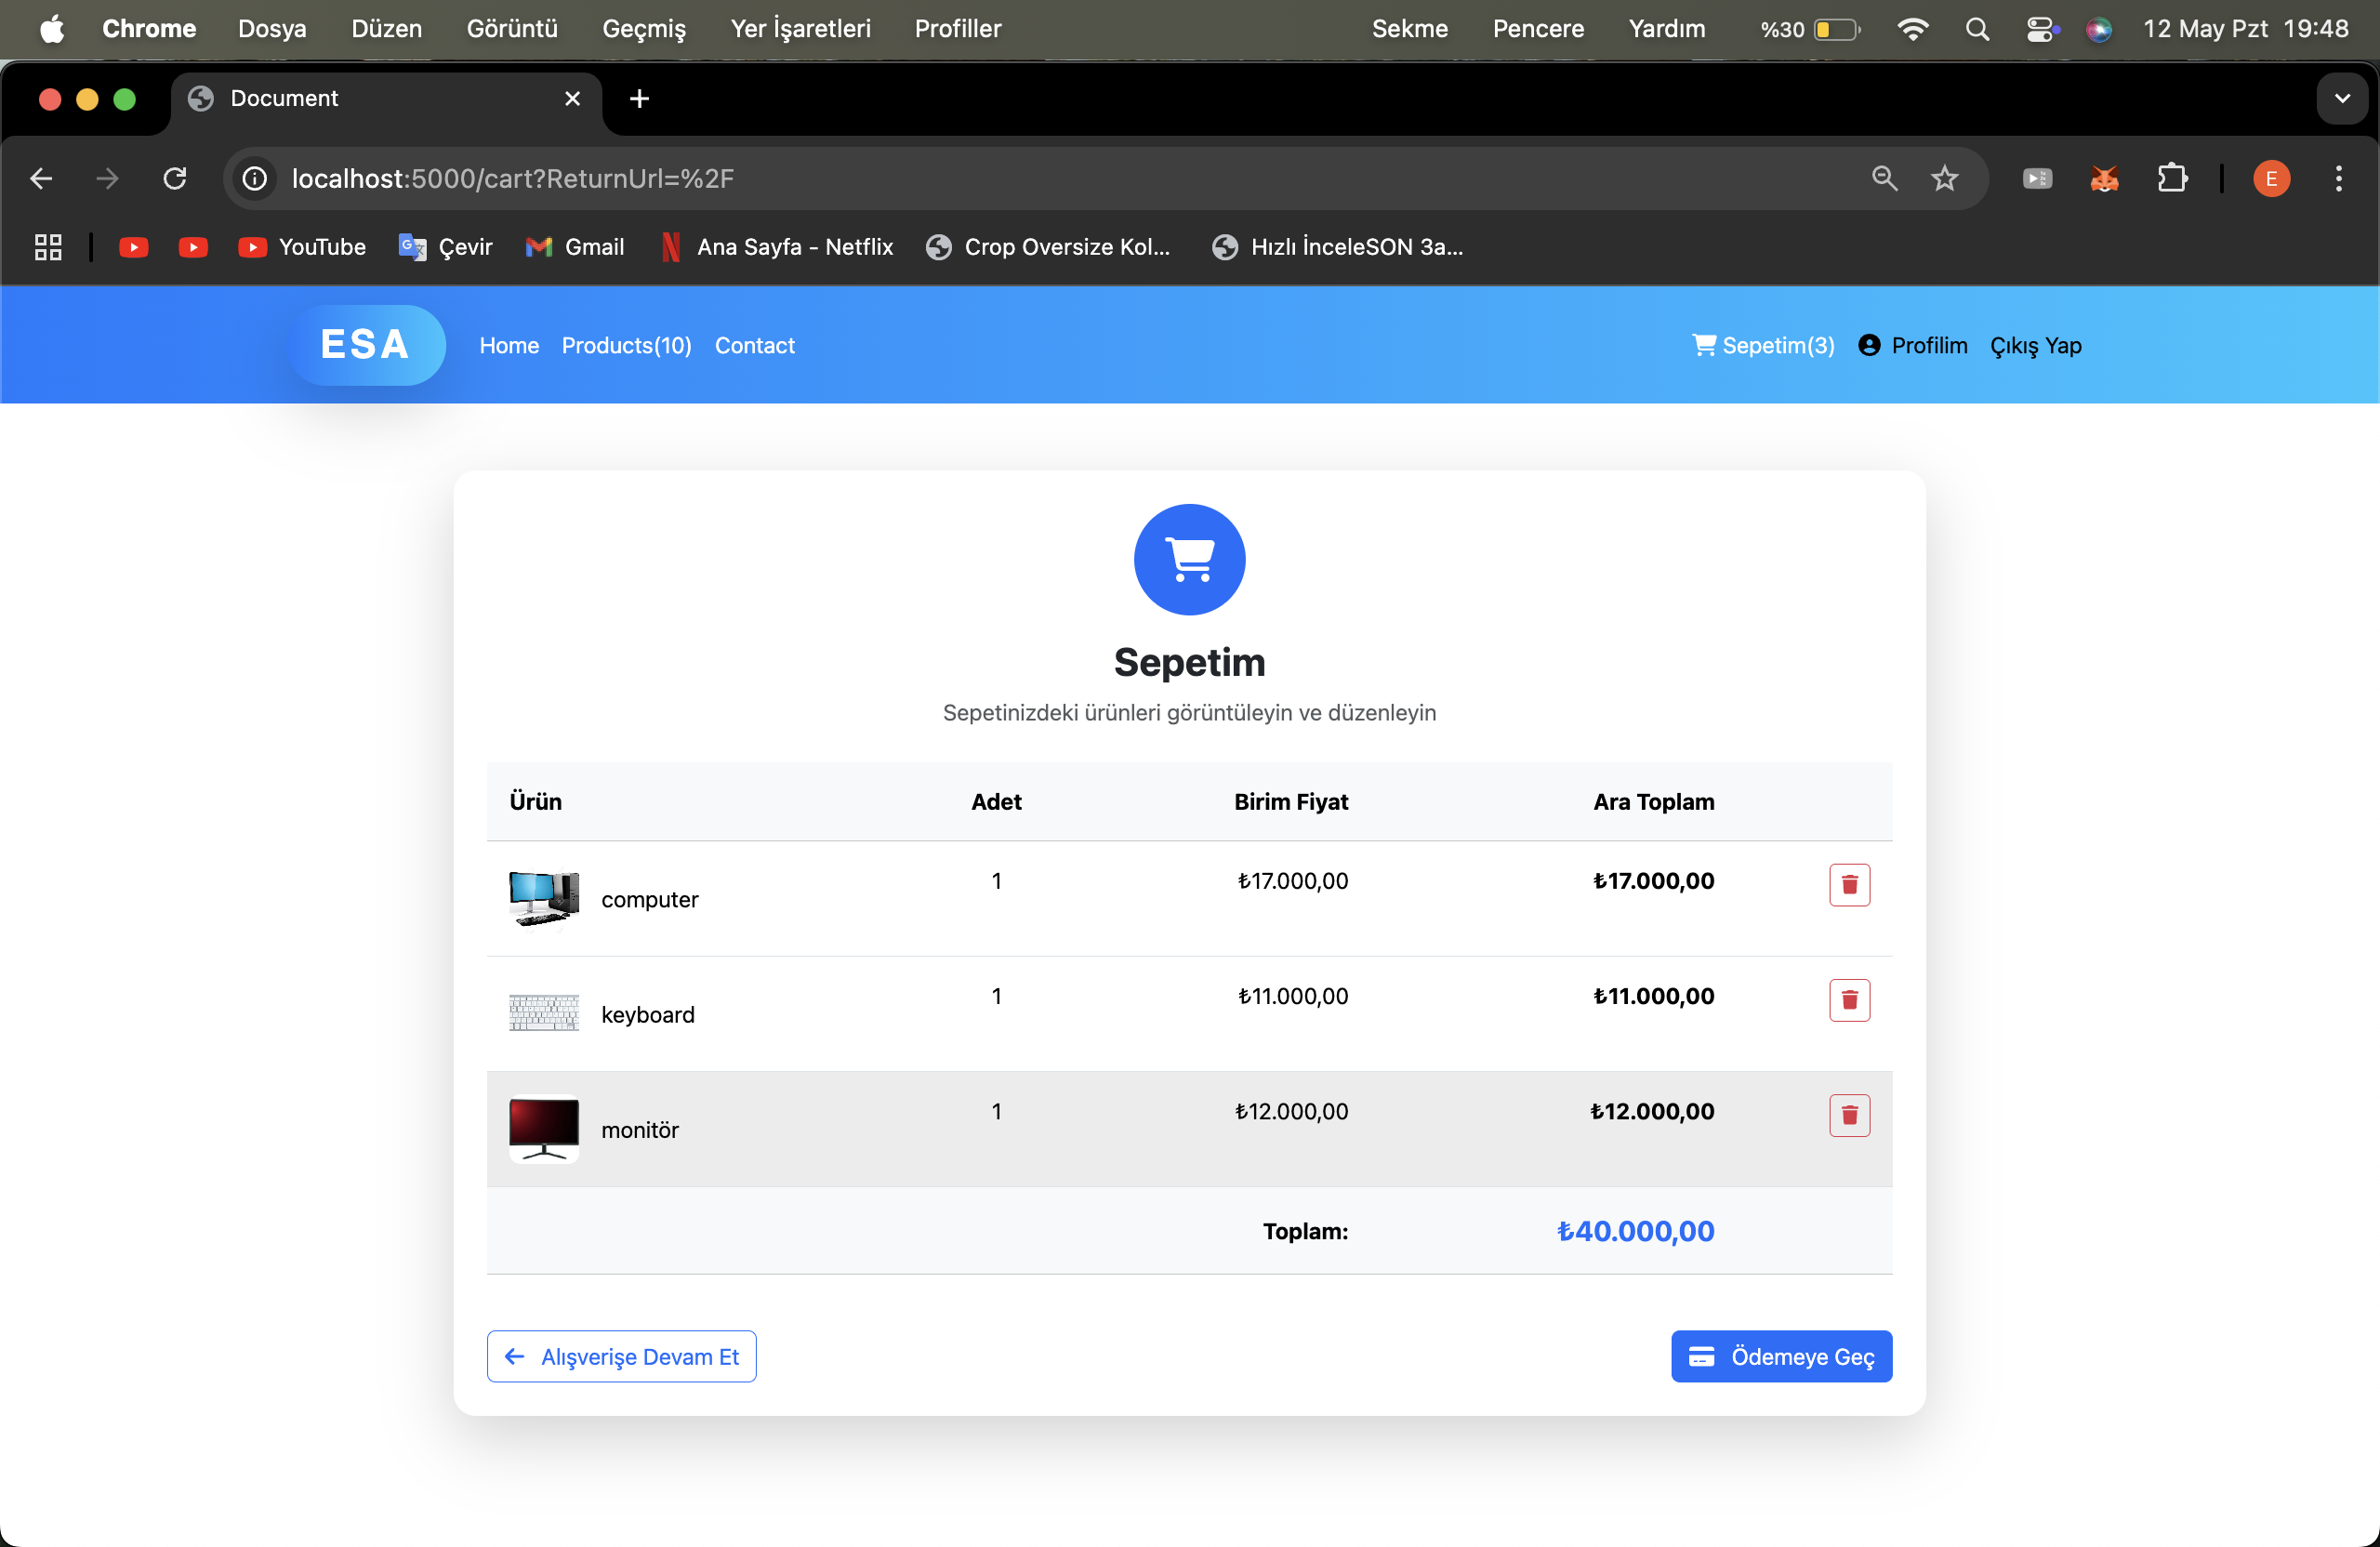 Chrome Dosya Düzen Görüntü Geçmiş Yer İşaretleri Profiller Sekme Pencere Yardım %30 12 May Pzt 19:48
Document
localhost:5000/cart?ReturnUrl=%2F E
YouTube Çevir Gmail Ana Sayfa - Netflix Crop Oversize Kol... Hızlı İnceleSON 3a...
ESA Home Products(10) Contact Sepetim(3) Profilim Çıkış Yap
Sepetim
Sepetinizdeki ürünleri görüntüleyin ve düzenleyin
Ürün Adet Birim Fiyat Ara Toplam
computer 1 ₺17.000,00 ₺17.000,00
keyboard 1 ₺11.000,00 ₺11.000,00
monitör 1 ₺12.000,00 ₺12.000,00
Toplam: ₺40.000,00
Alışverişe Devam Et Ödemeye Geç